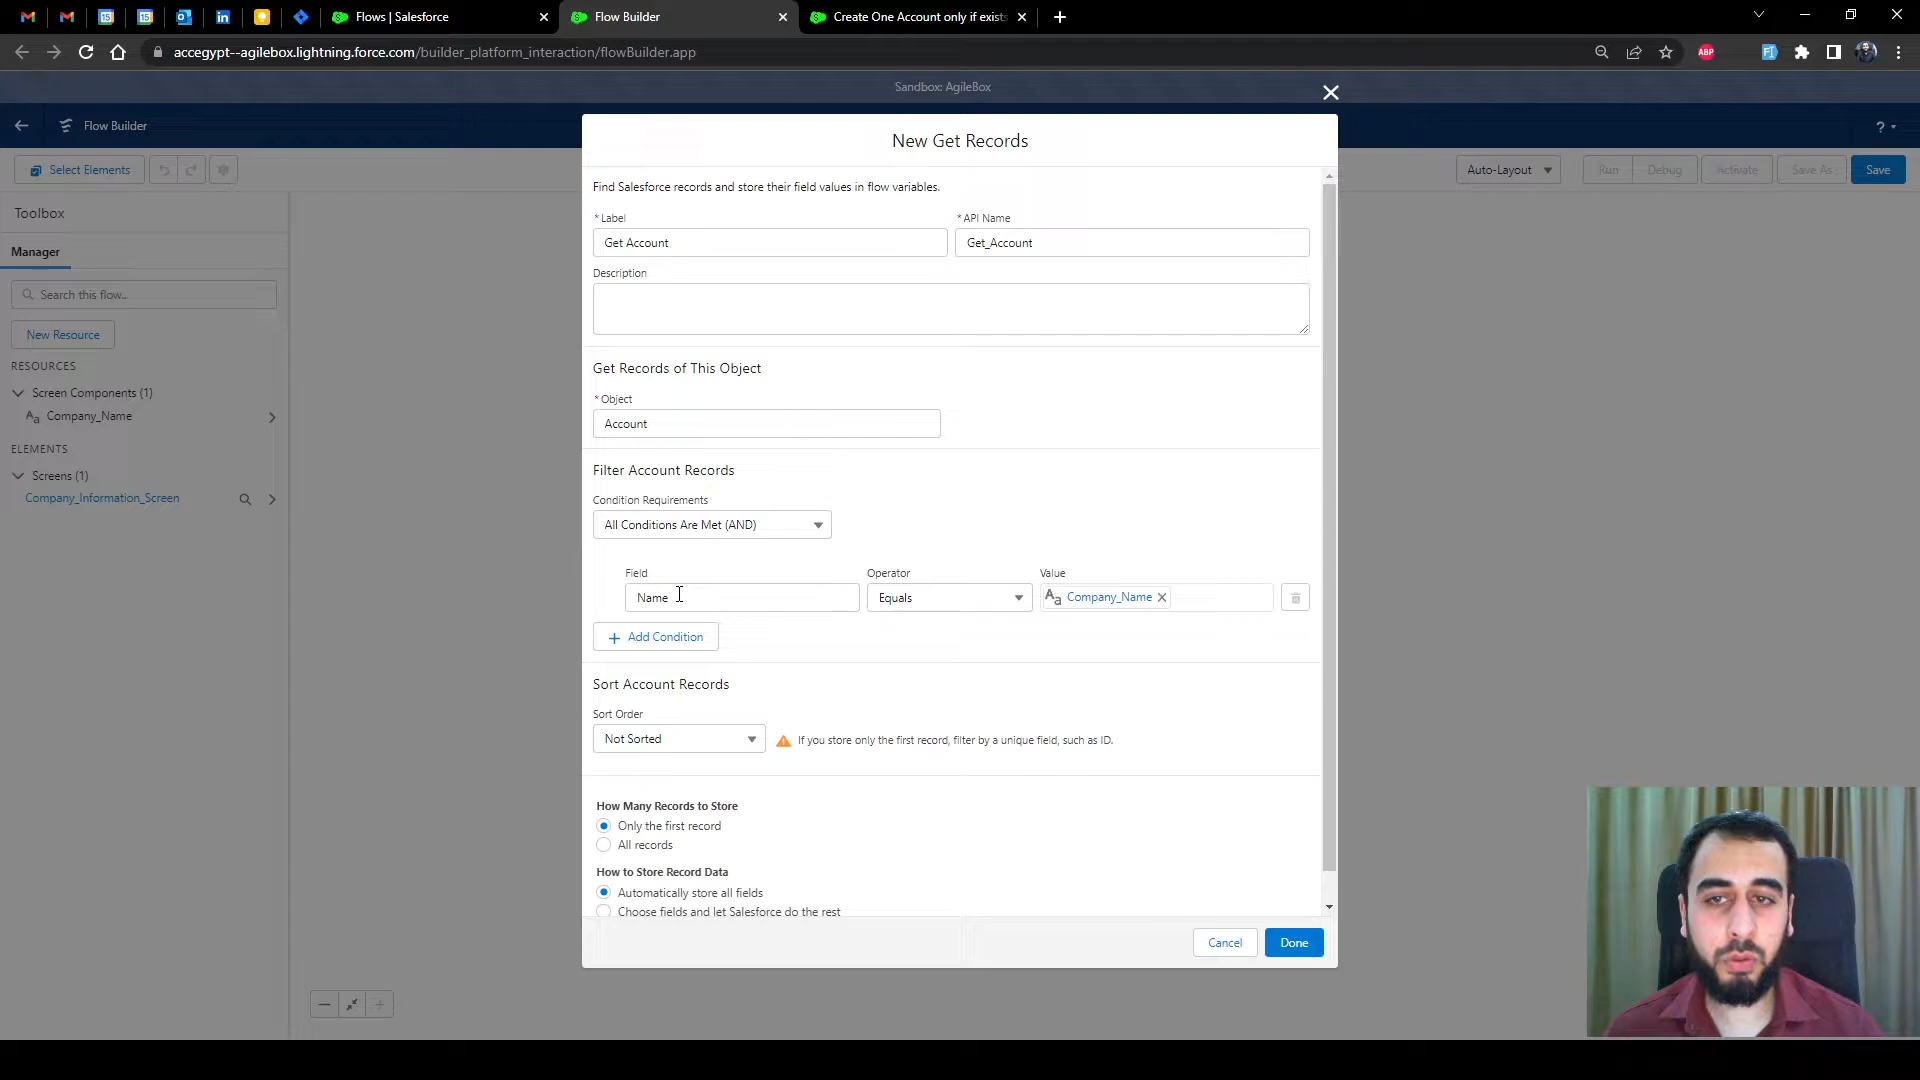 Flows | Salesforce
Flow Builder
Create One Account only if exist
accegypt--agilebox.lightning.force.com/builder_platform_interaction/flowBuilder.app
Sandbox: AgileBox
Flow Builder
?
Select Elements
Auto-Layout
Run
Debug
Activate
Save As
Save
Toolbox
Manager
Search this flow...
New Resource
RESOURCES
Screen Components (1)
Aa Company_Name
ELEMENTS
Screens (1)
Company_Information_Screen
New Get Records
Find Salesforce records and store their field values in flow variables.
* Label
* API Name
Get Account
Get_Account
Description
Get Records of This Object
* Object
Account
Filter Account Records
Condition Requirements
All Conditions Are Met (AND)
Field
Operator
Value
Name
Equals
Aa Company_Name
+ Add Condition
Sort Account Records
Sort Order
Not Sorted
If you store only the first record, filter by a unique field, such as ID.
How Many Records to Store
Only the first record
All records
How to Store Record Data
Automatically store all fields
Choose fields and let Salesforce do the rest
Cancel
Done